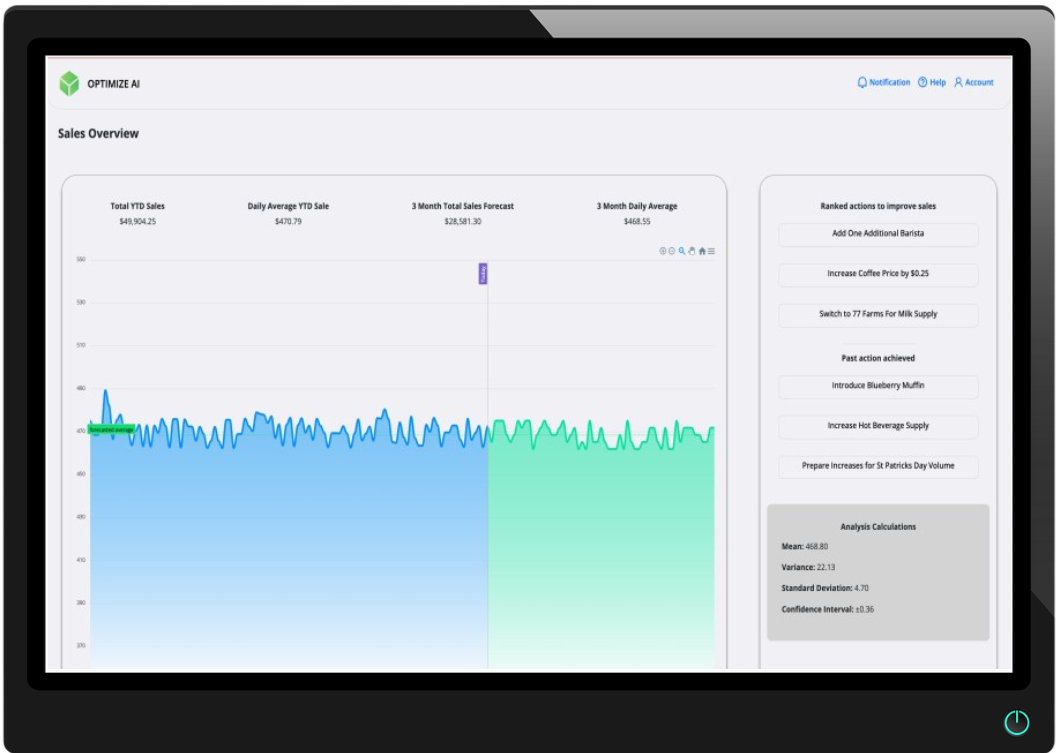 OPTIMIZE AI
Notification
Help
Account
Sales Overview
Total YTD Sales
$49,904.25
Daily Average YTD Sale
$470.79
3 Month Total Sales Forecast
$28,581.30
3 Month Daily Average
$468.55
Today
550
530
510
490
470
450
430
410
390
370
Forecasted average
Ranked actions to improve sales
Add One Additional Barista
Increase Coffee Price by $0.25
Switch to 77 Farms For Milk Supply
Past action achieved
Introduce Blueberry Muffin
Increase Hot Beverage Supply
Prepare Increases for St Patricks Day Volume
Analysis Calculations
Mean: 468.80
Variance: 22.13
Standard Deviation: 4.70
Confidence Interval: ±0.36